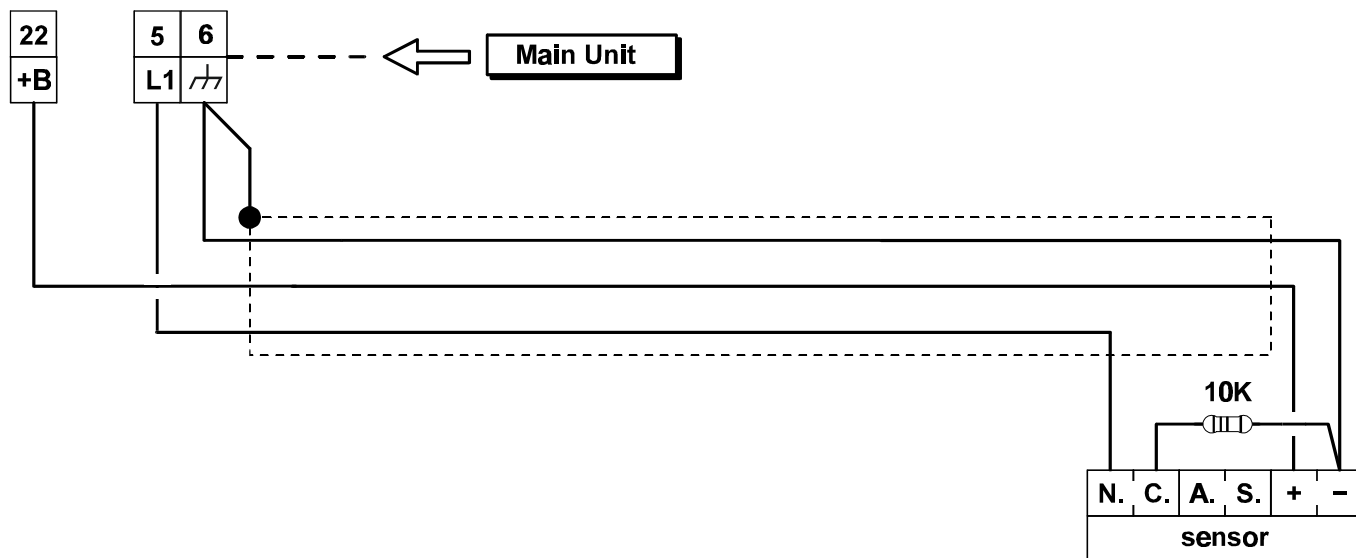 22 5 6
Main Unit
+B L1
10K
N. C. A. S. + −
sensor